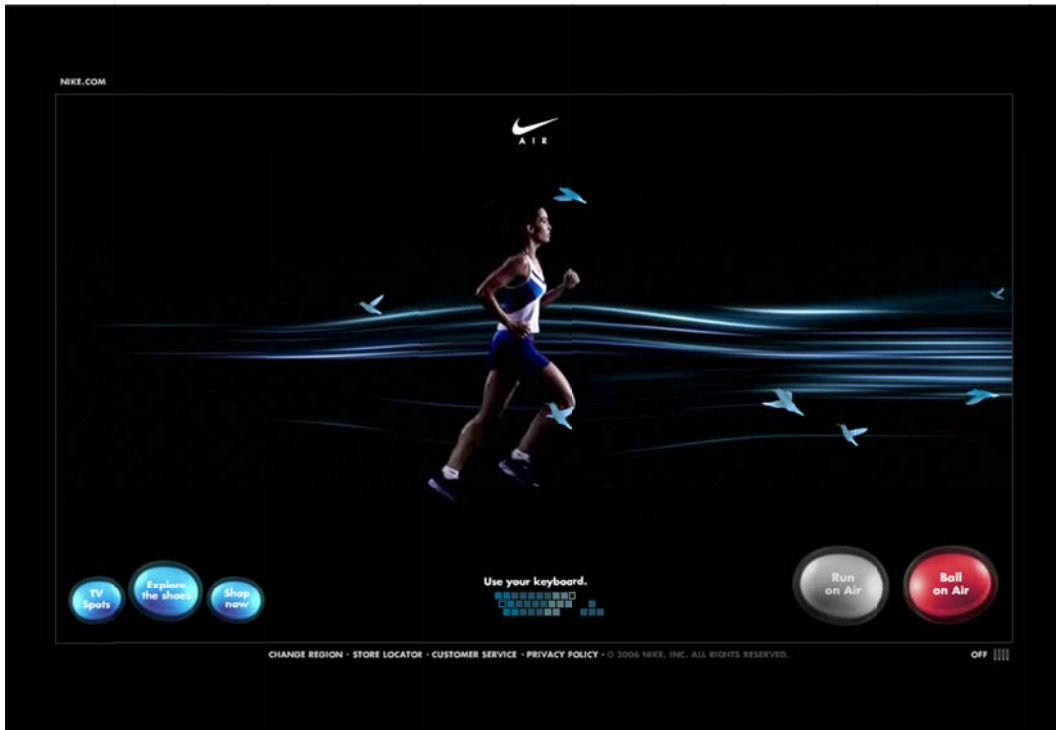 NIKE.COM
AIR
TV
Spots
Explore
the shoes
Shop
now
Use your keyboard.
Run
on Air
Ball
on Air
CHANGE REGION · STORE LOCATOR · CUSTOMER SERVICE · PRIVACY POLICY · © 2006 NIKE, INC. ALL RIGHTS RESERVED.
OFF